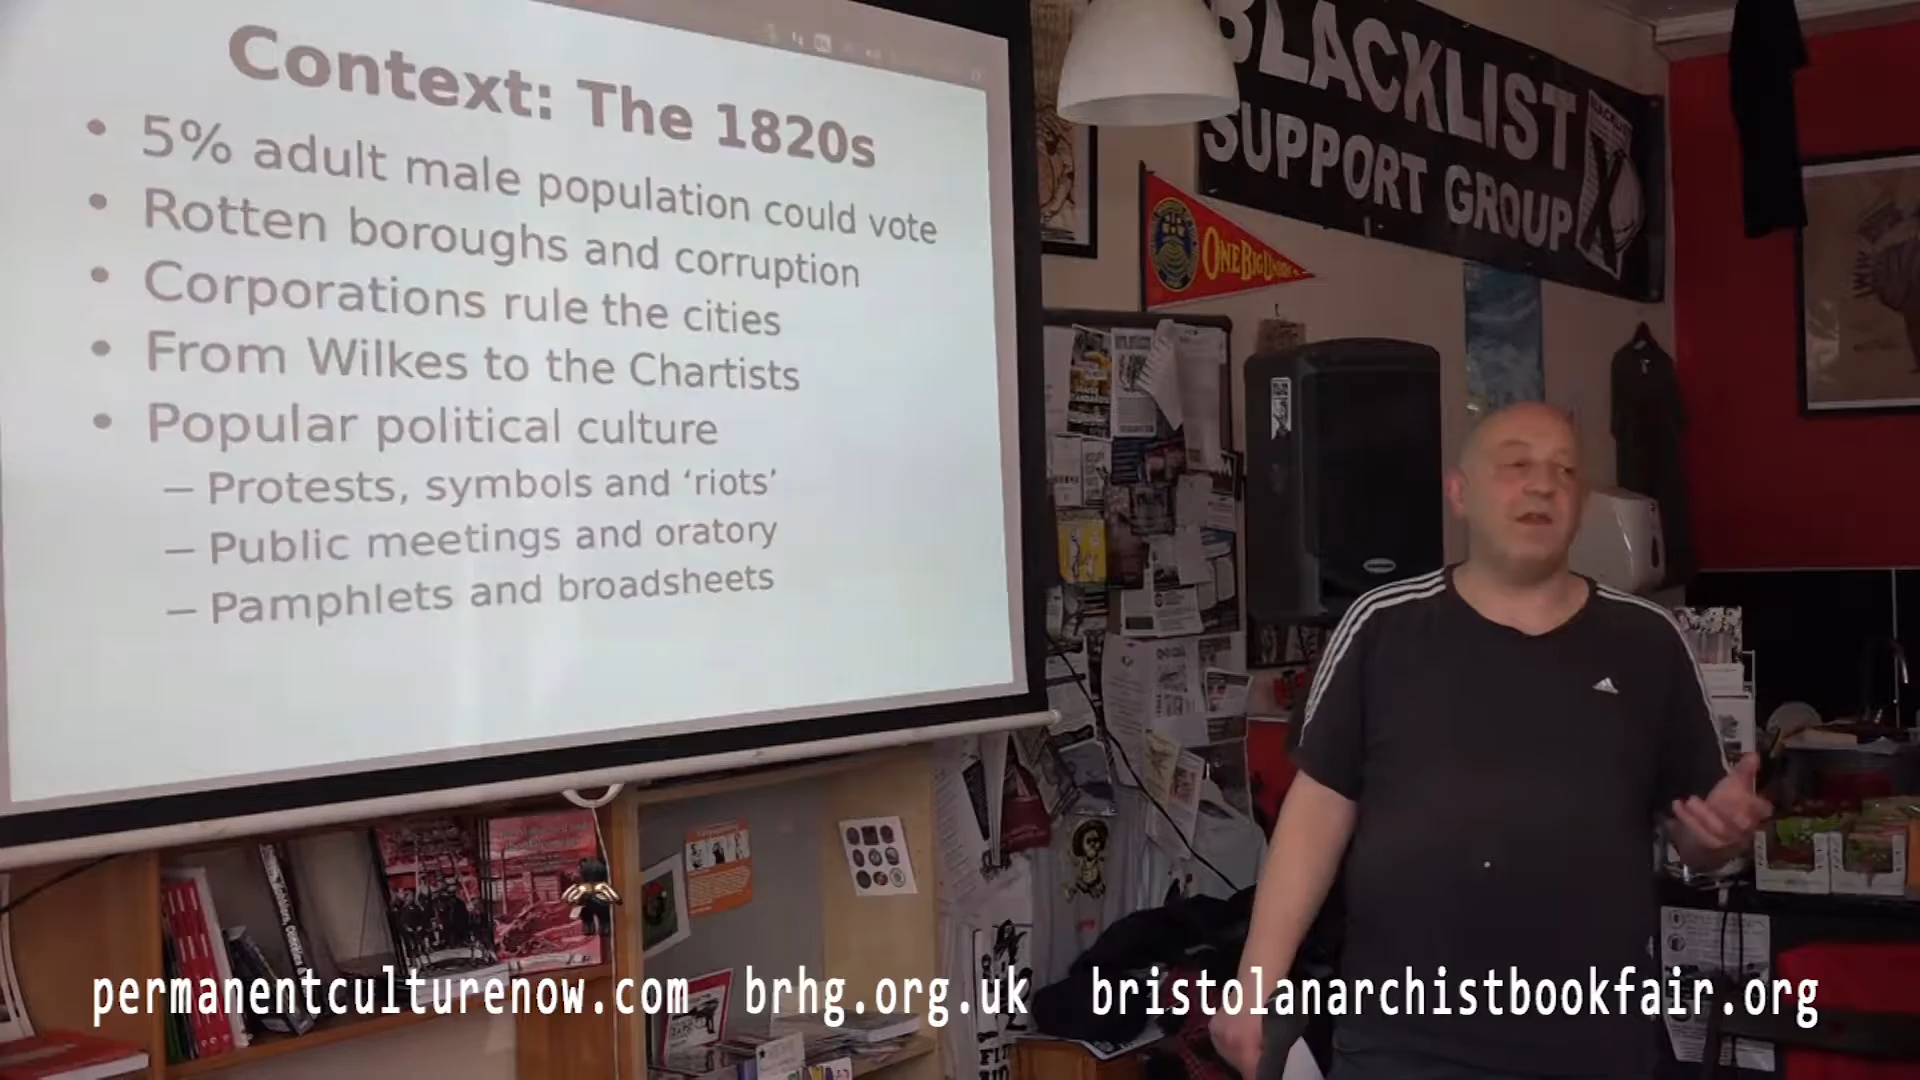 Context: The 1820s
• 5% adult male population could vote
• Rotten boroughs and corruption
• Corporations rule the cities
• From Wilkes to the Chartists
• Popular political culture
– Protests, symbols and ‘riots’
– Public meetings and oratory
– Pamphlets and broadsheets
BLACKLIST
SUPPORT GROUP
ONE BIG UNION
permanentculturenow.com brhg.org.uk bristolanarchistbookfair.org